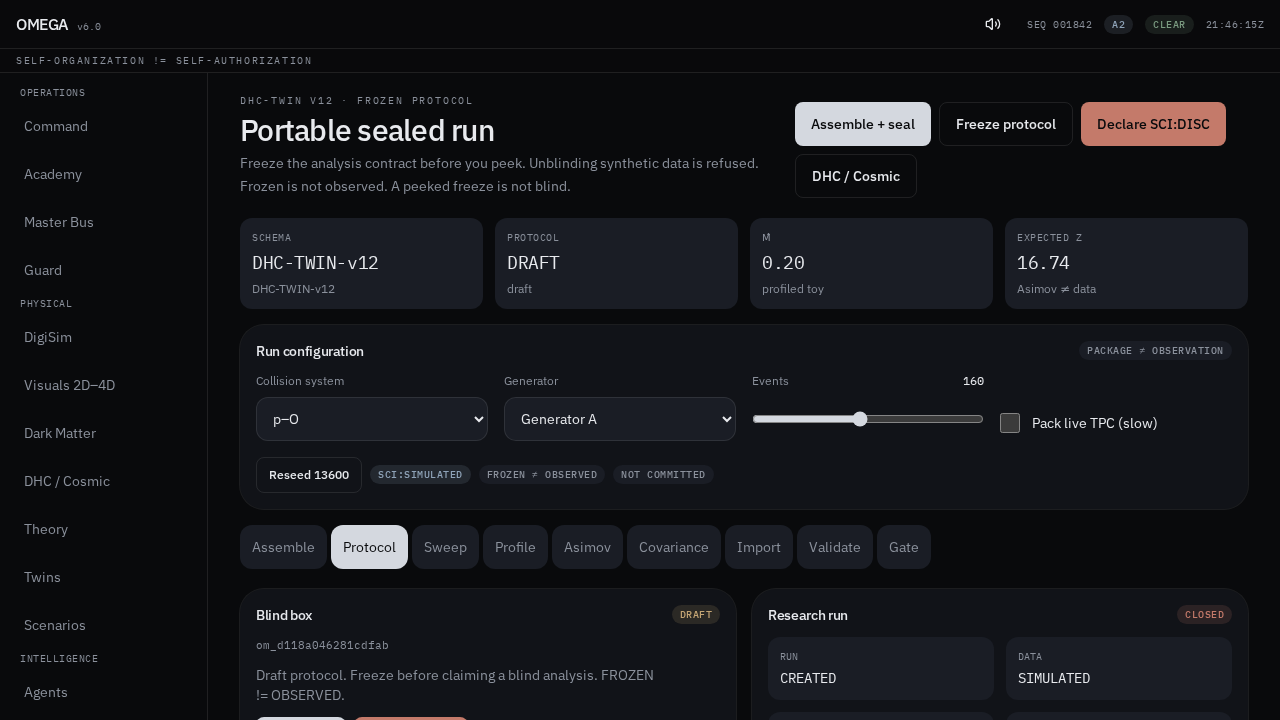 OMEGA v6.0
SEQ 001842 A2 CLEAR 21:46:15Z
SELF-ORGANIZATION != SELF-AUTHORIZATION
OPERATIONS
Command
Academy
Master Bus
Guard
PHYSICAL
DigiSim
Visuals 2D–4D
Dark Matter
DHC / Cosmic
Theory
Twins
Scenarios
INTELLIGENCE
Agents
DHC-TWIN V12 · FROZEN PROTOCOL
Portable sealed run
Freeze the analysis contract before you peek. Unblinding synthetic data is refused.
Frozen is not observed. A peeked freeze is not blind.
Assemble + seal
Freeze protocol
Declare SCI:DISC
DHC / Cosmic
SCHEMA
DHC-TWIN-v12
DHC-TWIN-v12
PROTOCOL
DRAFT
draft
0.20
profiled toy
EXPECTED Z
16.74
Asimov ≠ data
Run configuration
PACKAGE ≠ OBSERVATION
Collision system
p–O
Generator
Generator A
Events 160
Pack live TPC (slow)
Reseed 13600
SCI:SIMULATED
FROZEN ≠ OBSERVED
NOT COMMITTED
Assemble
Protocol
Sweep
Profile
Asimov
Covariance
Import
Validate
Gate
Blind box
DRAFT
om_d118a046281cdfab
Draft protocol. Freeze before claiming a blind analysis. FROZEN
!= OBSERVED.
Research run
CLOSED
RUN
CREATED
DATA
SIMULATED